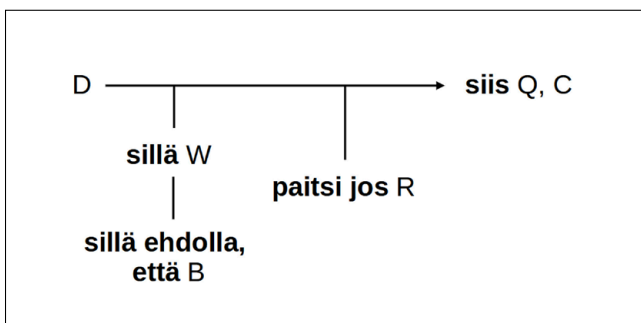 D
siis Q, C
sillä W
paitsi jos R
sillä ehdolla,
että B